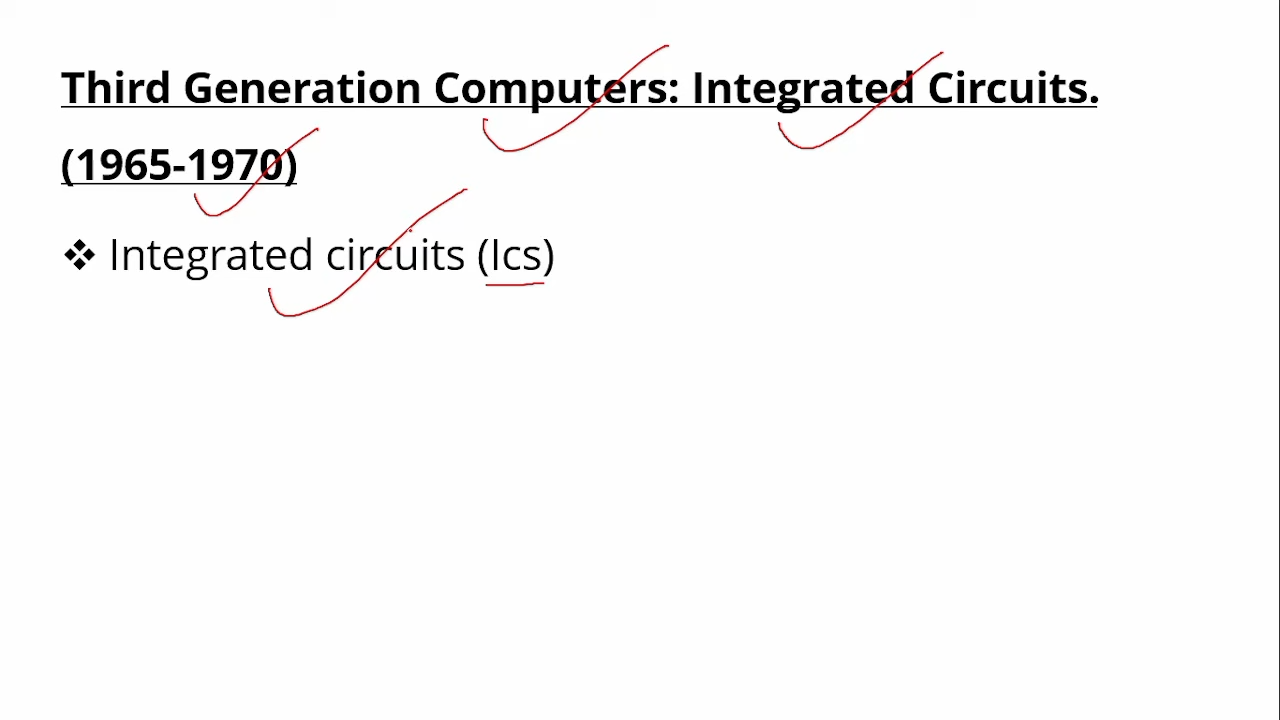 Third Generation Computers: Integrated Circuits.
(1965-1970)
❖ Integrated circuits (Ics)